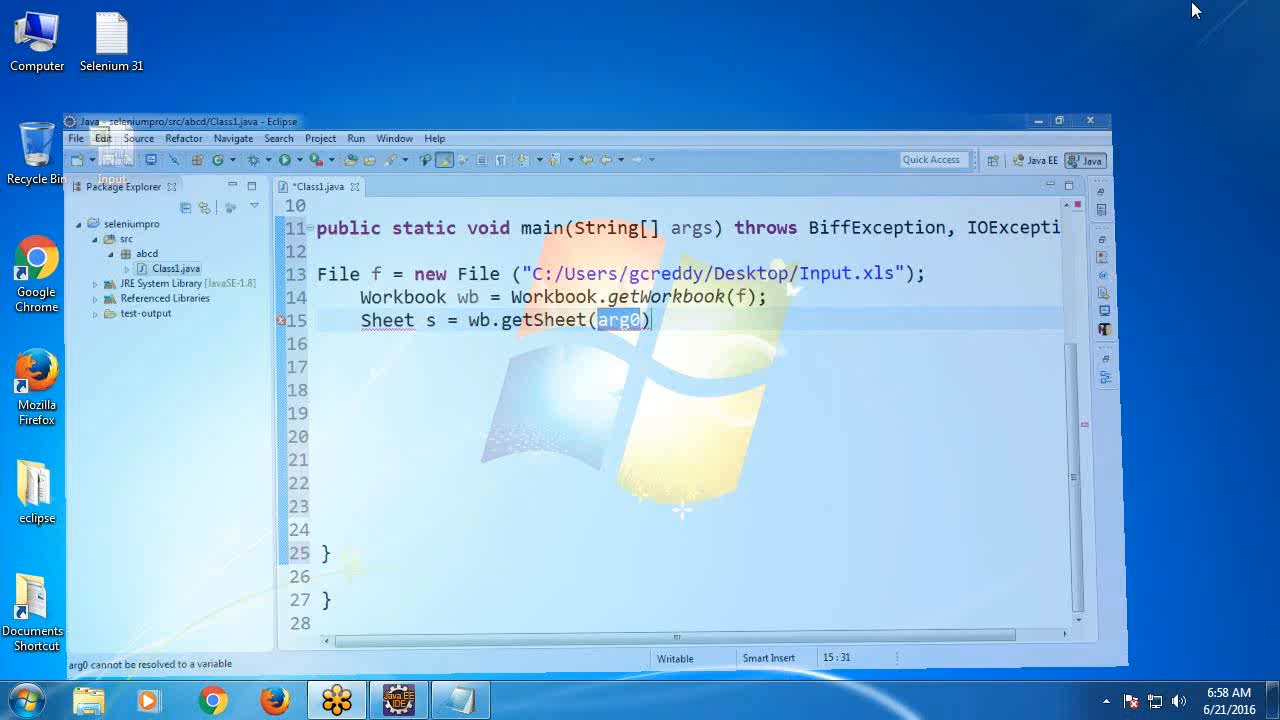 Computer
Selenium 31
Recycle Bin
Input
Google Chrome
Mozilla Firefox
eclipse
Documents Shortcut
Java - seleniumpro/src/abcd/Class1.java - Eclipse
File Edit Source Refactor Navigate Search Project Run Window Help
Quick Access Java EE Java
Package Explorer
*Class1.java
seleniumpro
src
abcd
Class1.java
JRE System Library [JavaSE-1.8]
Referenced Libraries
test-output
10
11 public static void main(String[] args) throws BiffException, IOExcepti
12
13 File f = new File ("C:/Users/gcreddy/Desktop/Input.xls");
14 Workbook wb = Workbook.getWorkbook(f);
15 Sheet s = wb.getSheet(arg0)
16
17
18
19
20
21
22
23
24
25 }
26
27 }
28
arg0 cannot be resolved to a variable
Writable Smart Insert 15 : 31
Java EE IDE
6:58 AM
6/21/2016